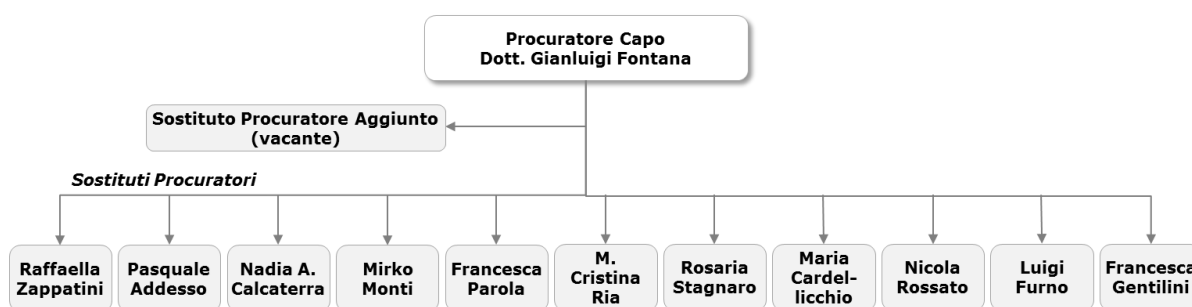 Procuratore Capo
Dott. Gianluigi Fontana
Sostituto Procuratore Aggiunto
(vacante)
Sostituti Procuratori
Raffaella
Zappatini
Pasquale
Addesso
Nadia A.
Calcaterra
Mirko
Monti
Francesca
Parola
M.
Cristina
Ria
Rosaria
Stagnaro
Maria
Cardel-
licchio
Nicola
Rossato
Luigi
Furno
Francesca
Gentilini